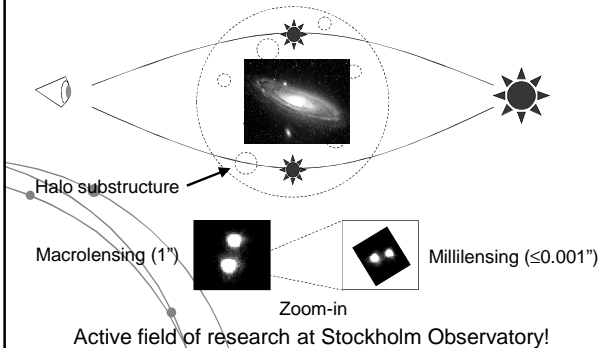 Halo substructure
Macrolensing (1”)
Millilensing (≤0.001”)
Zoom-in
Active field of research at Stockholm Observatory!